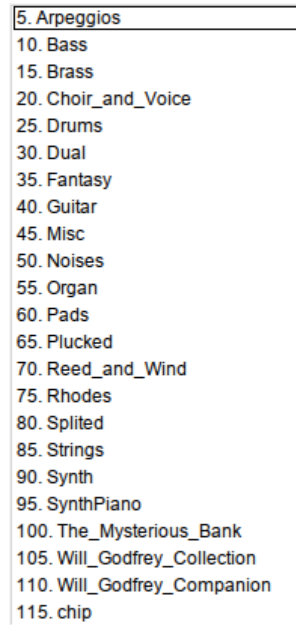 5. Arpeggios
10. Bass
15. Brass
20. Choir_and_Voice
25. Drums
30. Dual
35. Fantasy
40. Guitar
45. Misc
50. Noises
55. Organ
60. Pads
65. Plucked
70. Reed_and_Wind
75. Rhodes
80. Splited
85. Strings
90. Synth
95. SynthPiano
100. The_Mysterious_Bank
105. Will_Godfrey_Collection
110. Will_Godfrey_Companion
115. chip